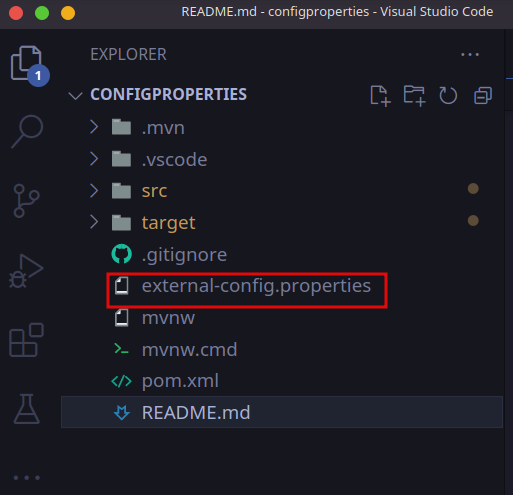 README.md - configproperties - Visual Studio Code
EXPLORER
1
CONFIGPROPERTIES
.mvn
.vscode
src
target
.gitignore
external-config.properties
mvnw
mvnw.cmd
pom.xml
README.md